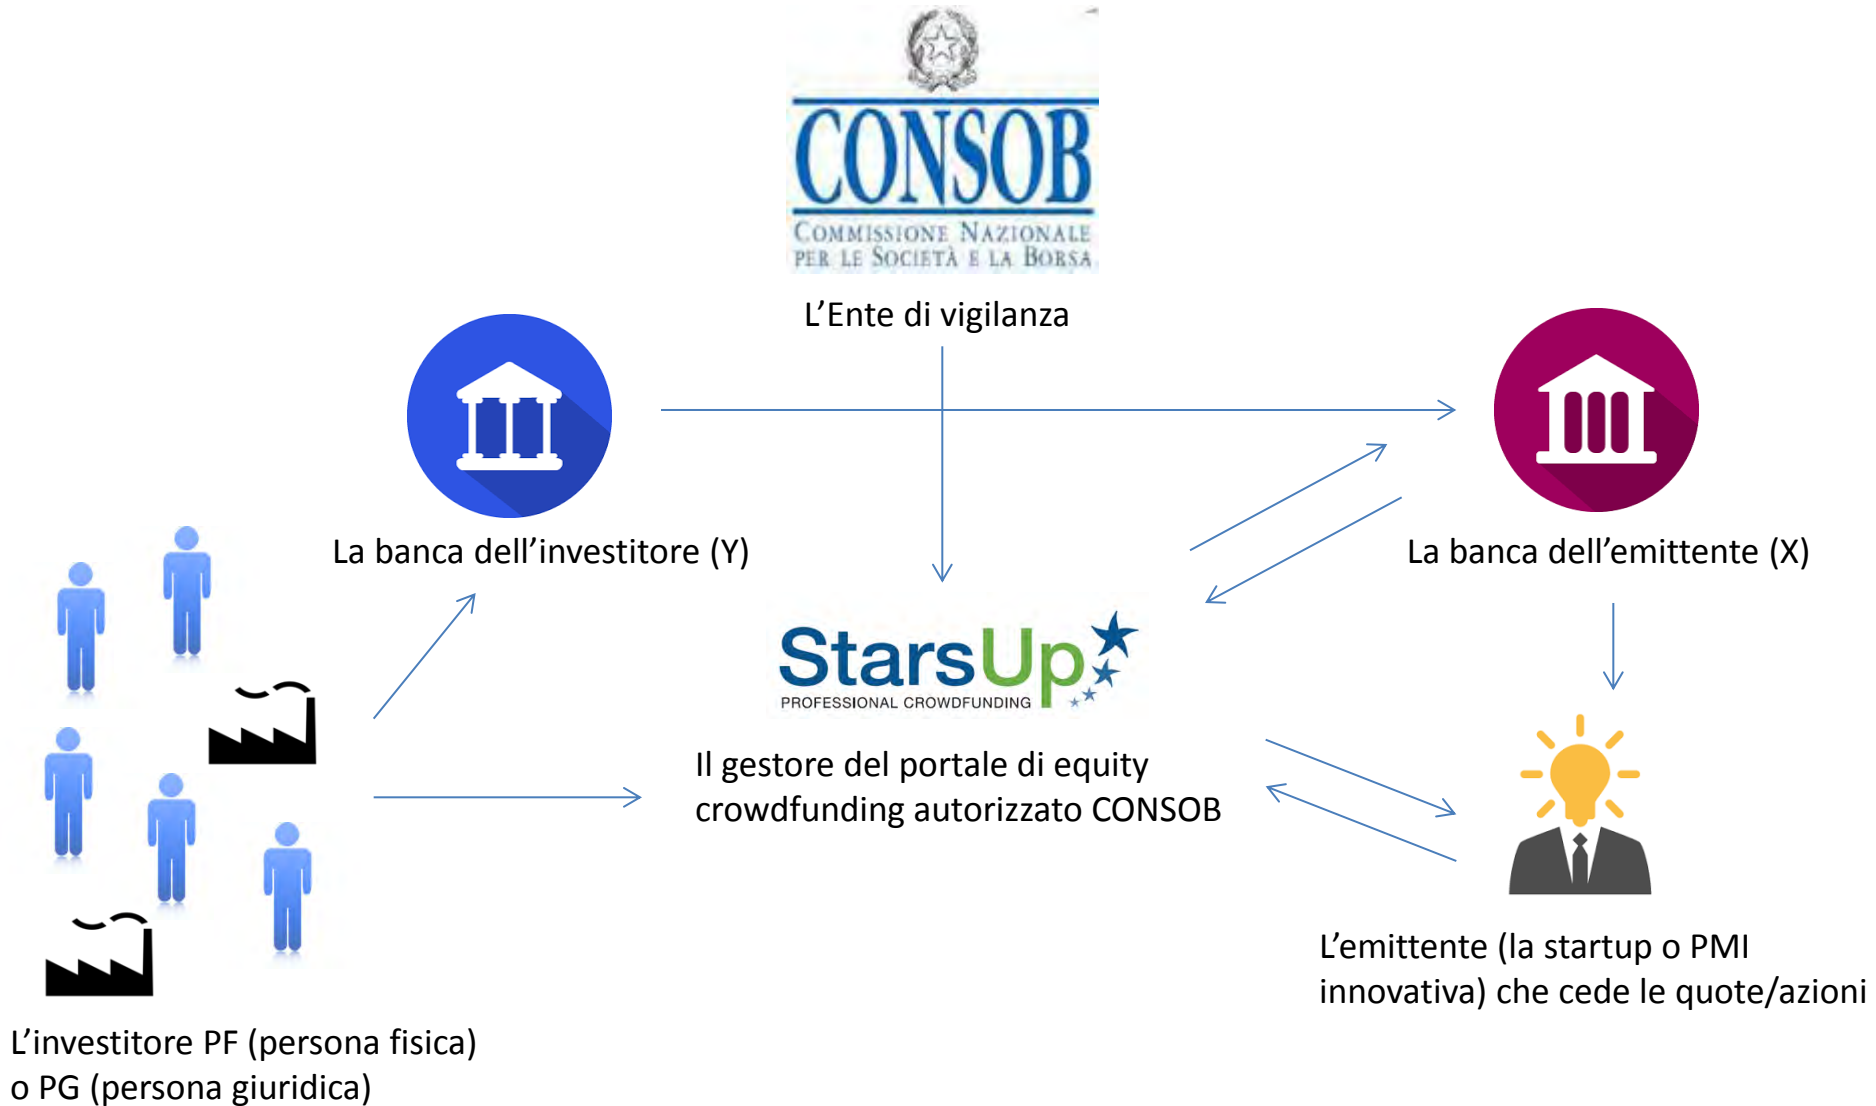 CONSOB
COMMISSIONE NAZIONALE
PER LE SOCIETÀ E LA BORSA
L'Ente di vigilanza
La banca dell'investitore (Y)
La banca dell'emittente (X)
StarsUp
PROFESSIONAL CROWDFUNDING
Il gestore del portale di equity
crowdfunding autorizzato CONSOB
L'emittente (la startup o PMI
innovativa) che cede le quote/azioni
L'investitore PF (persona fisica)
o PG (persona giuridica)